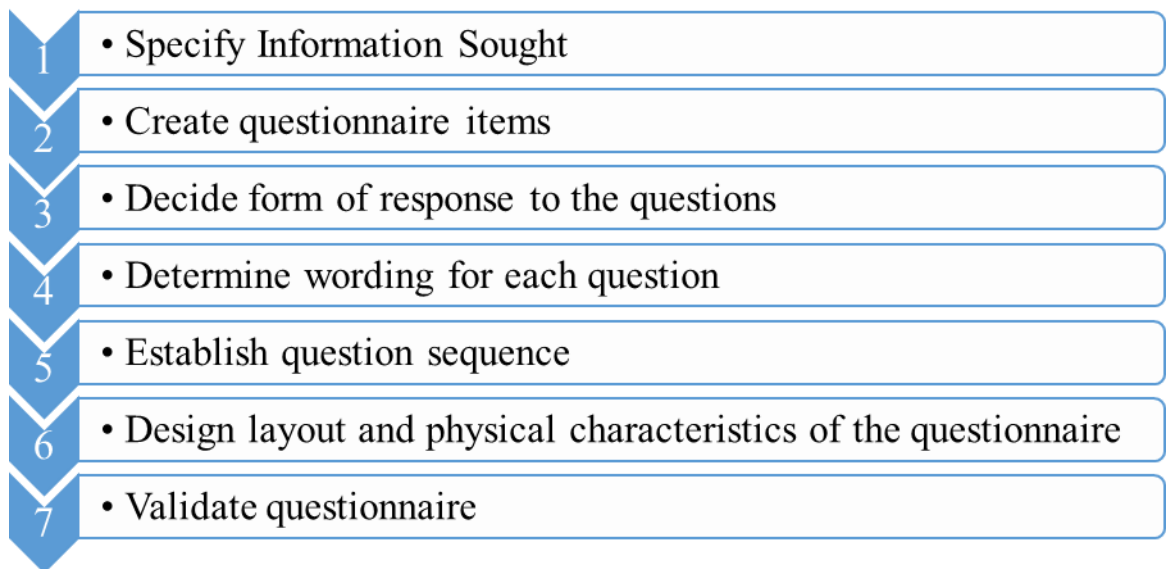 1 • Specify Information Sought
2 • Create questionnaire items
3 • Decide form of response to the questions
4 • Determine wording for each question
5 • Establish question sequence
6 • Design layout and physical characteristics of the questionnaire
7 • Validate questionnaire